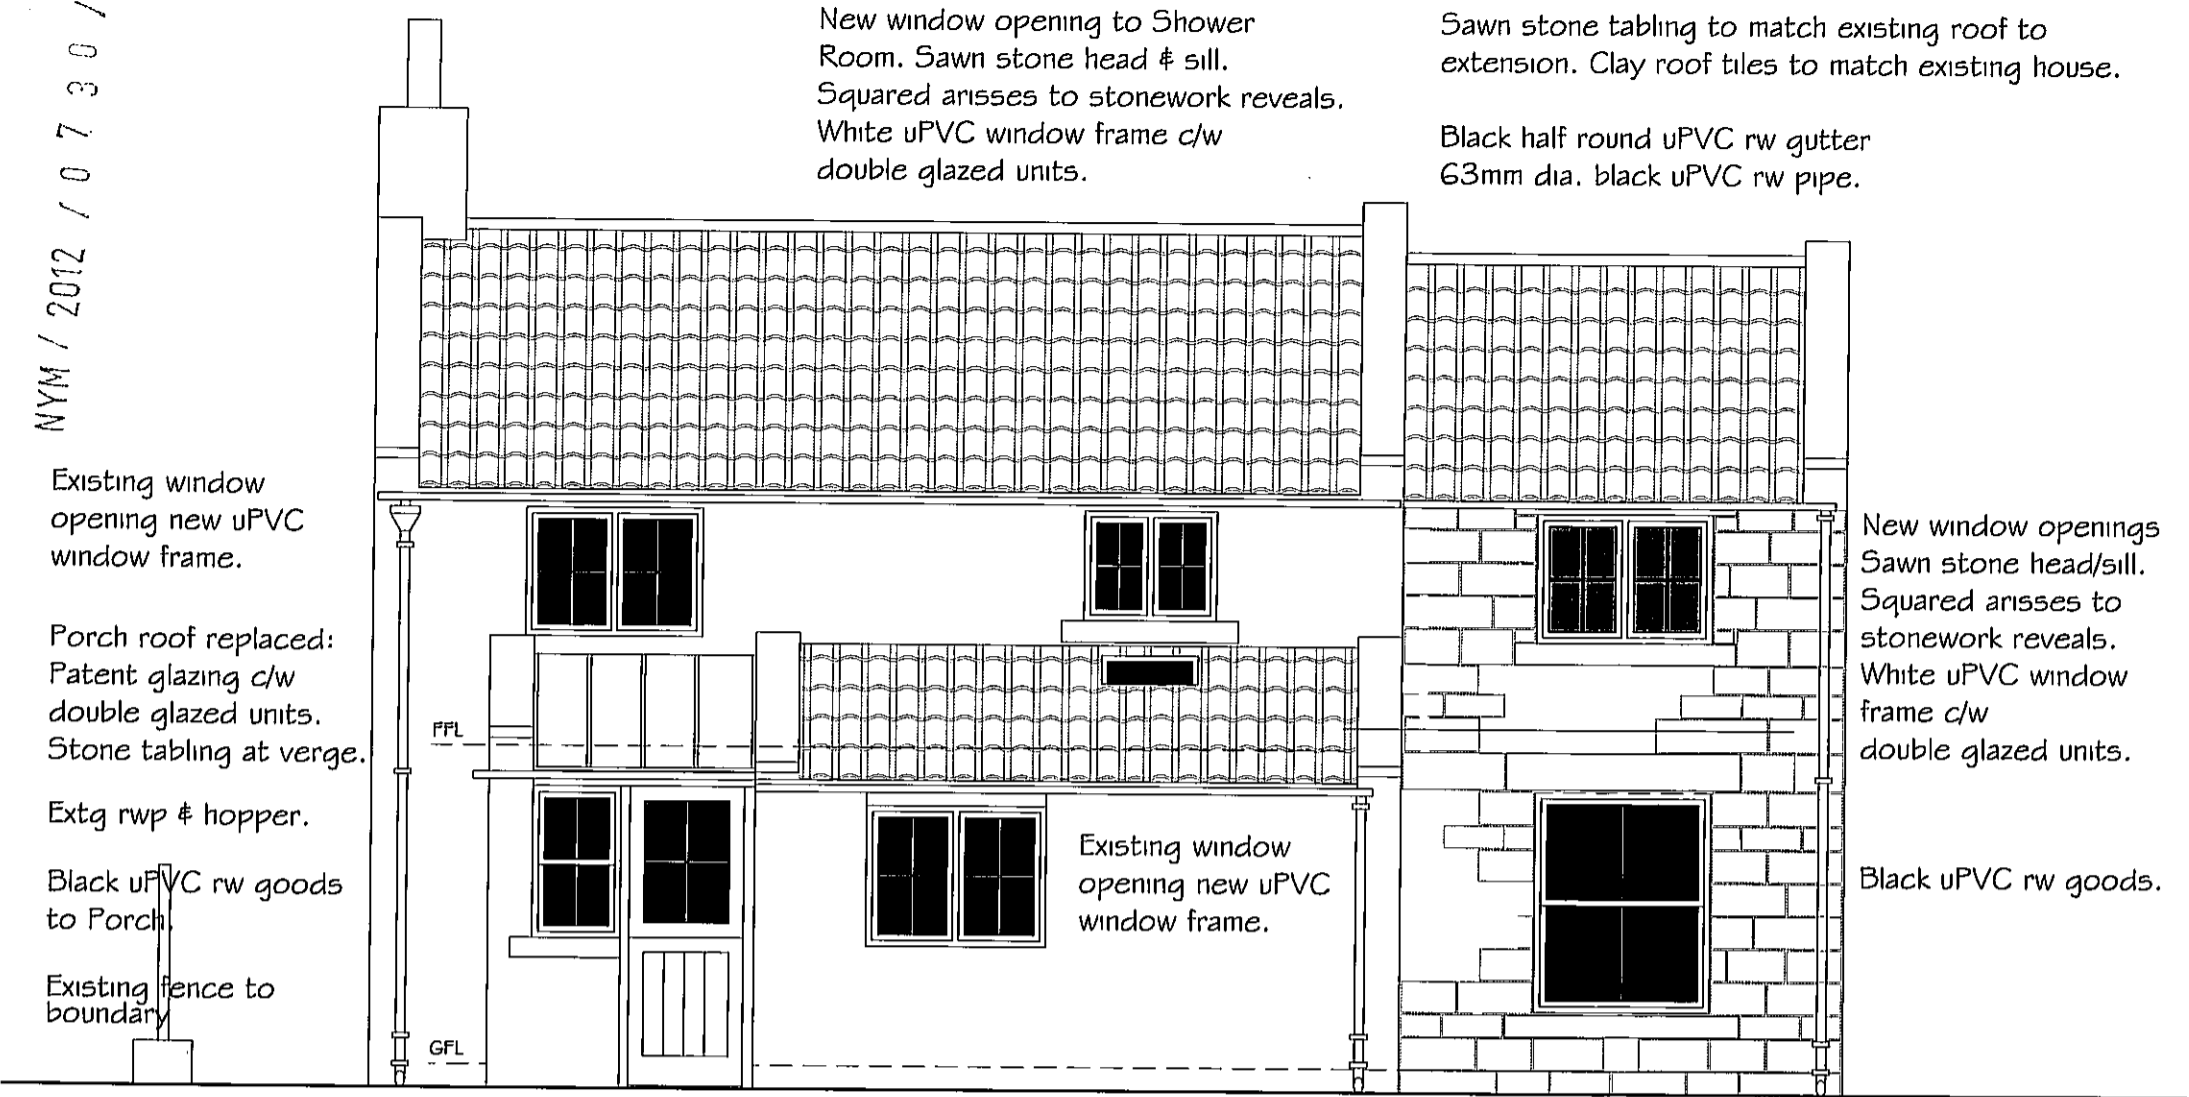 NYM / 2012 / 0730 /
New window opening to Shower
Room. Sawn stone head & sill.
Squared arisses to stonework reveals.
White uPVC window frame c/w
double glazed units.
Sawn stone tabling to match existing roof to
extension. Clay roof tiles to match existing house.
Black half round uPVC rw gutter
63mm dia. black uPVC rw pipe.
Existing window
opening new uPVC
window frame.
Porch roof replaced:
Patent glazing c/w
double glazed units.
Stone tabling at verge.
Extg rwp & hopper.
Black uPVC rw goods
to Porch.
Existing fence to
boundary
FFL
GFL
Existing window
opening new uPVC
window frame.
New window openings
Sawn stone head/sill.
Squared arisses to
stonework reveals.
White uPVC window
frame c/w
double glazed units.
Black uPVC rw goods.